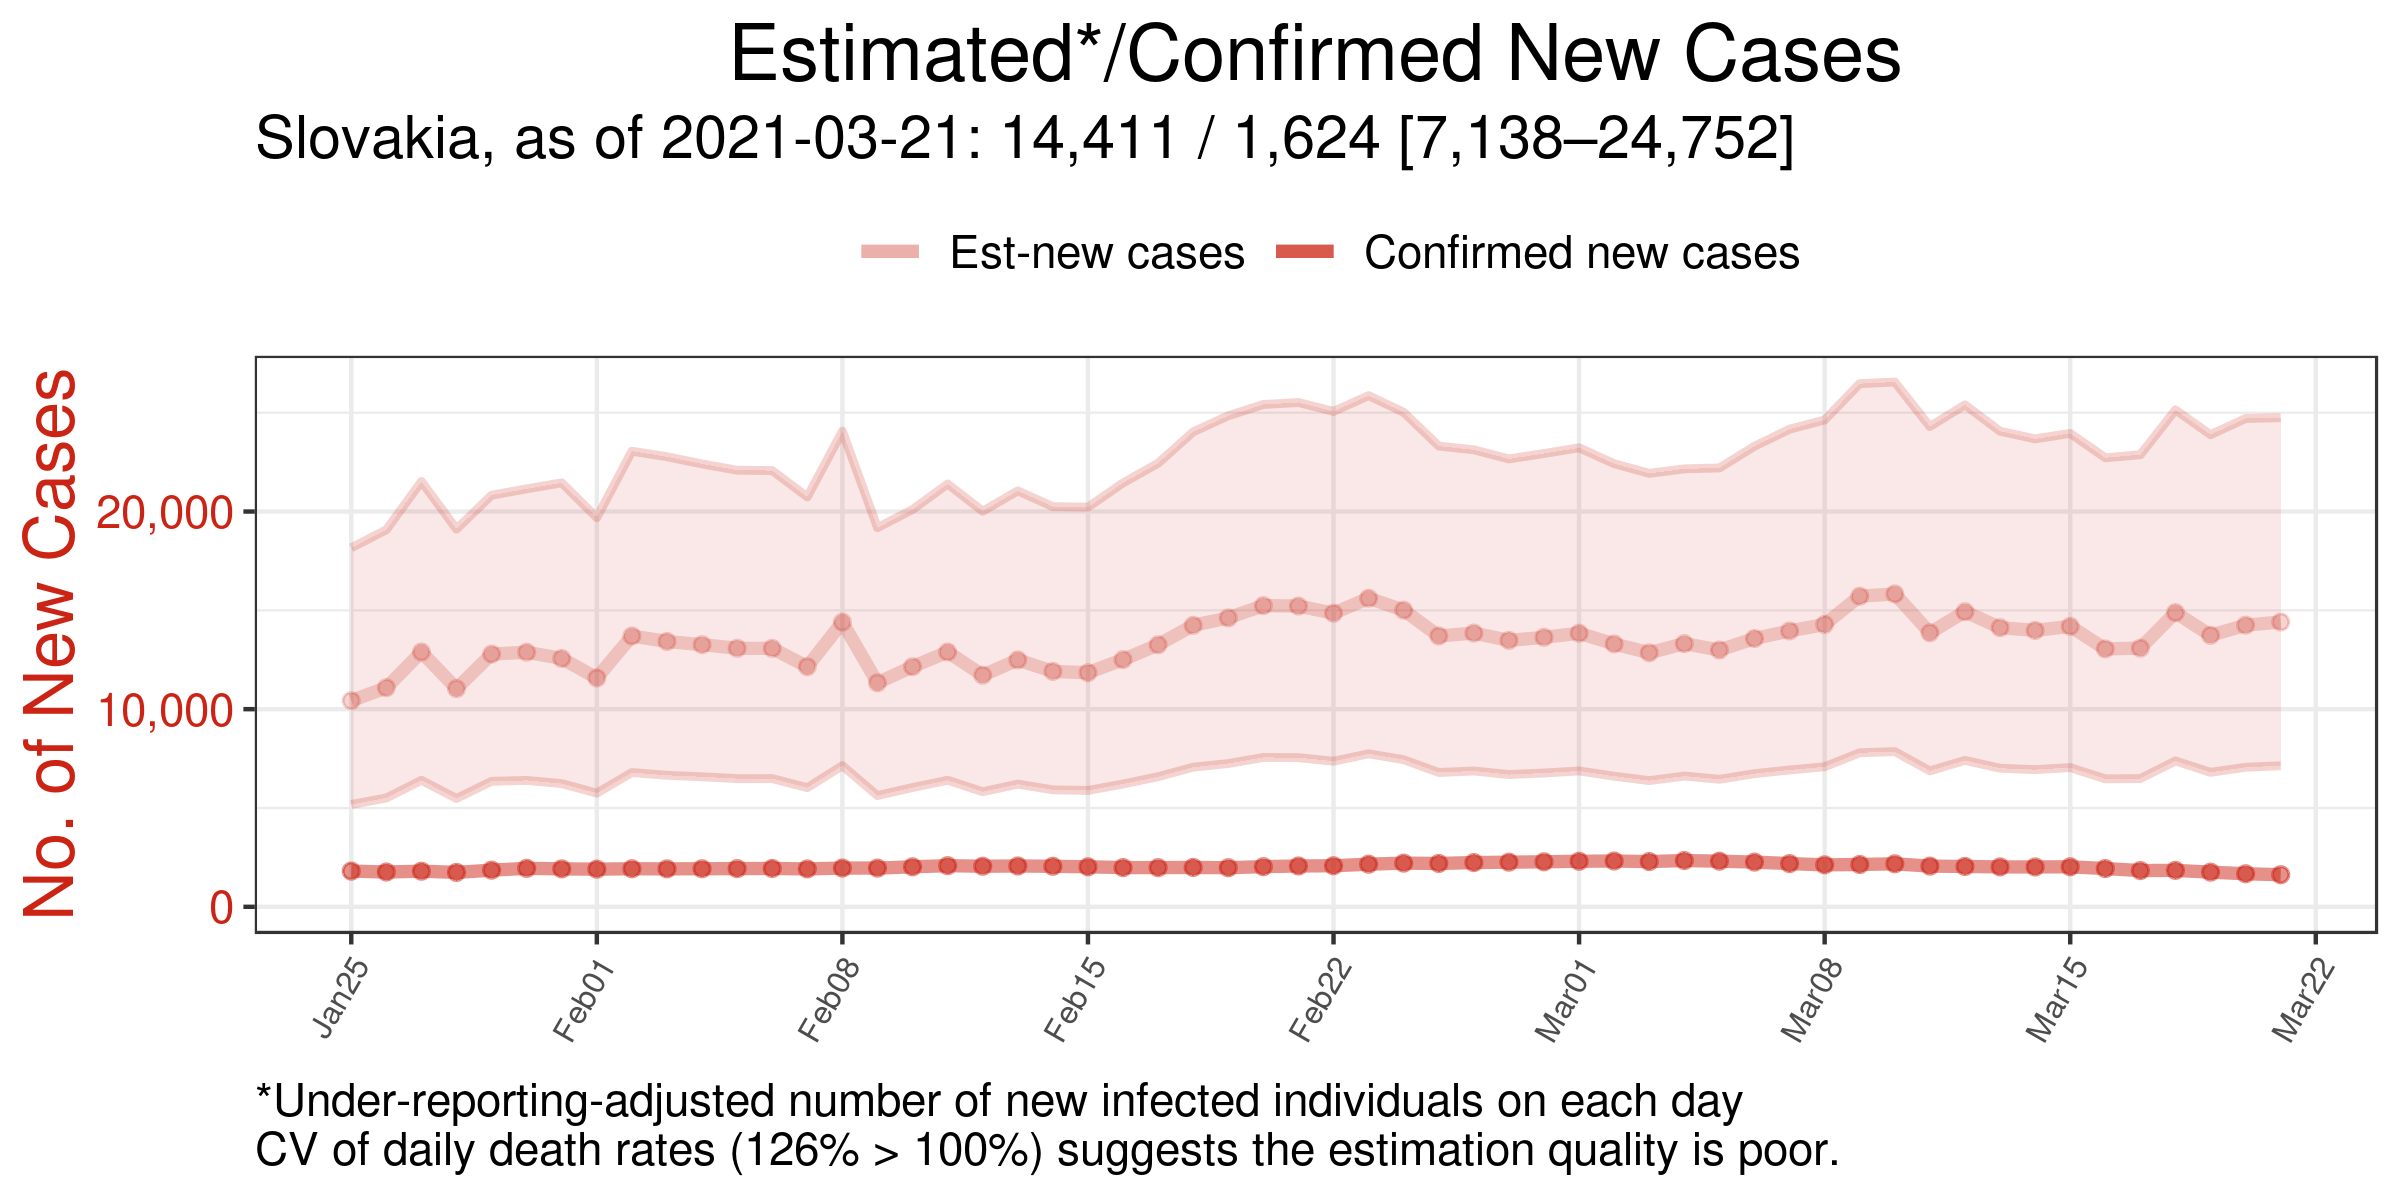 Estimated*/Confirmed New Cases
Slovakia, as of 2021-03-21: 14,411 / 1,624 [7,138–24,752]
Est-new cases Confirmed new cases
No. of New Cases
20,000
10,000
0
Jan25 Feb01 Feb08 Feb15 Feb22 Mar01 Mar08 Mar15 Mar22
*Under-reporting-adjusted number of new infected individuals on each day
CV of daily death rates (126% > 100%) suggests the estimation quality is poor.